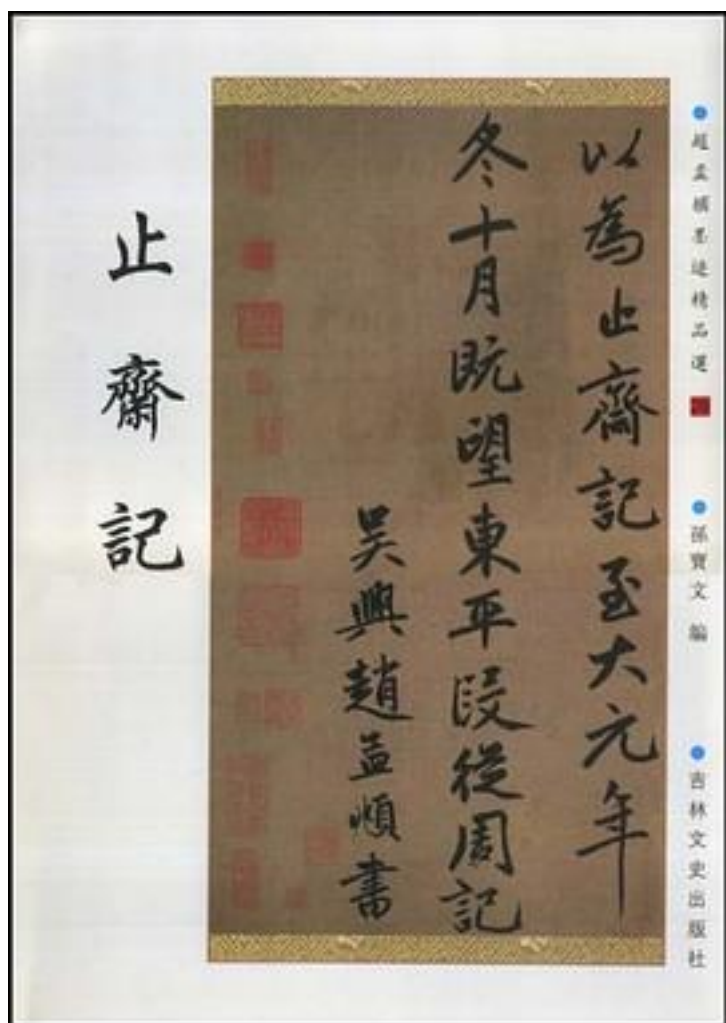 趙孟頫墨迹精品選
孫寶文 編
吉林文史出版社
以為止齋記至大元年
冬十月既望東平段從周記
吳興趙孟頫書
止齋記